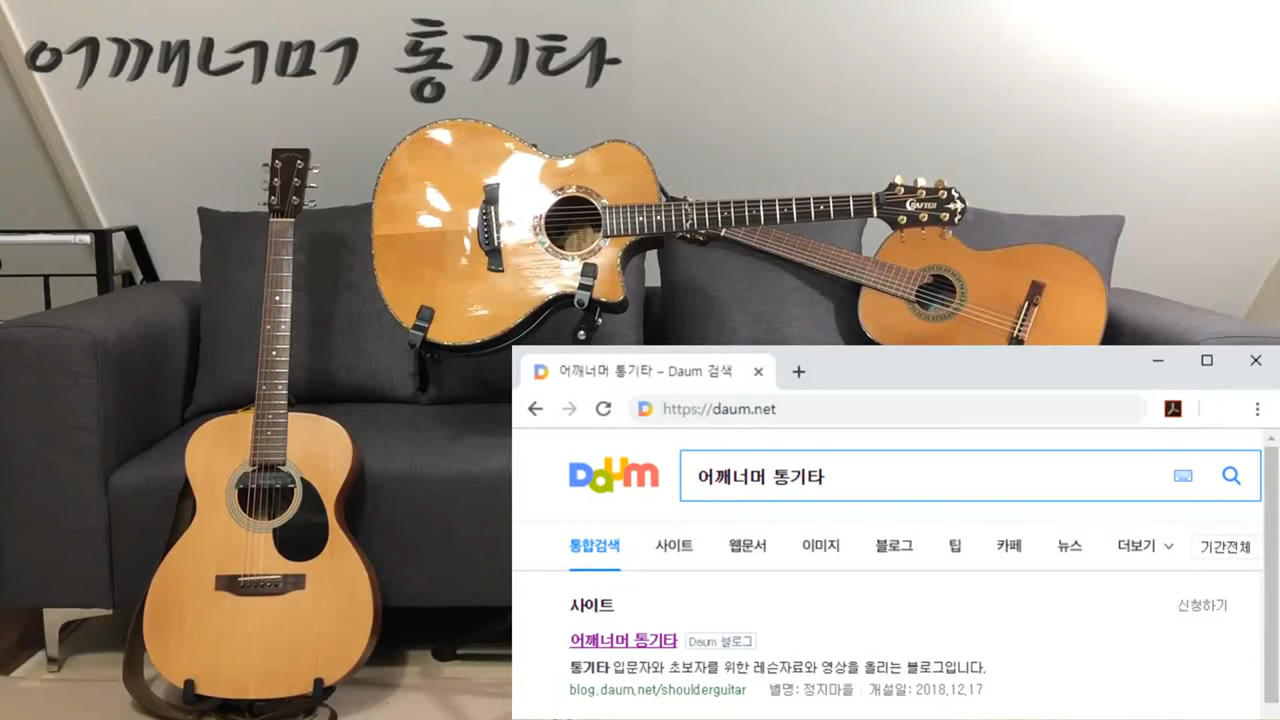 어깨너머 통기타
CRAFTER
어깨너머 통기타 – Daum 검색
https://daum.net
Daum
어깨너머 통기타
통합검색 사이트 웹문서 이미지 블로그 팁 카페 뉴스 더보기 기간전체
사이트 신청하기
어깨너머 통기타 Daum 블로그
통기타 입문자와 초보자를 위한 레슨자료와 영상을 올리는 블로그입니다.
blog.daum.net/shoulderguitar 별명: 정지마을 개설일: 2018.12.17